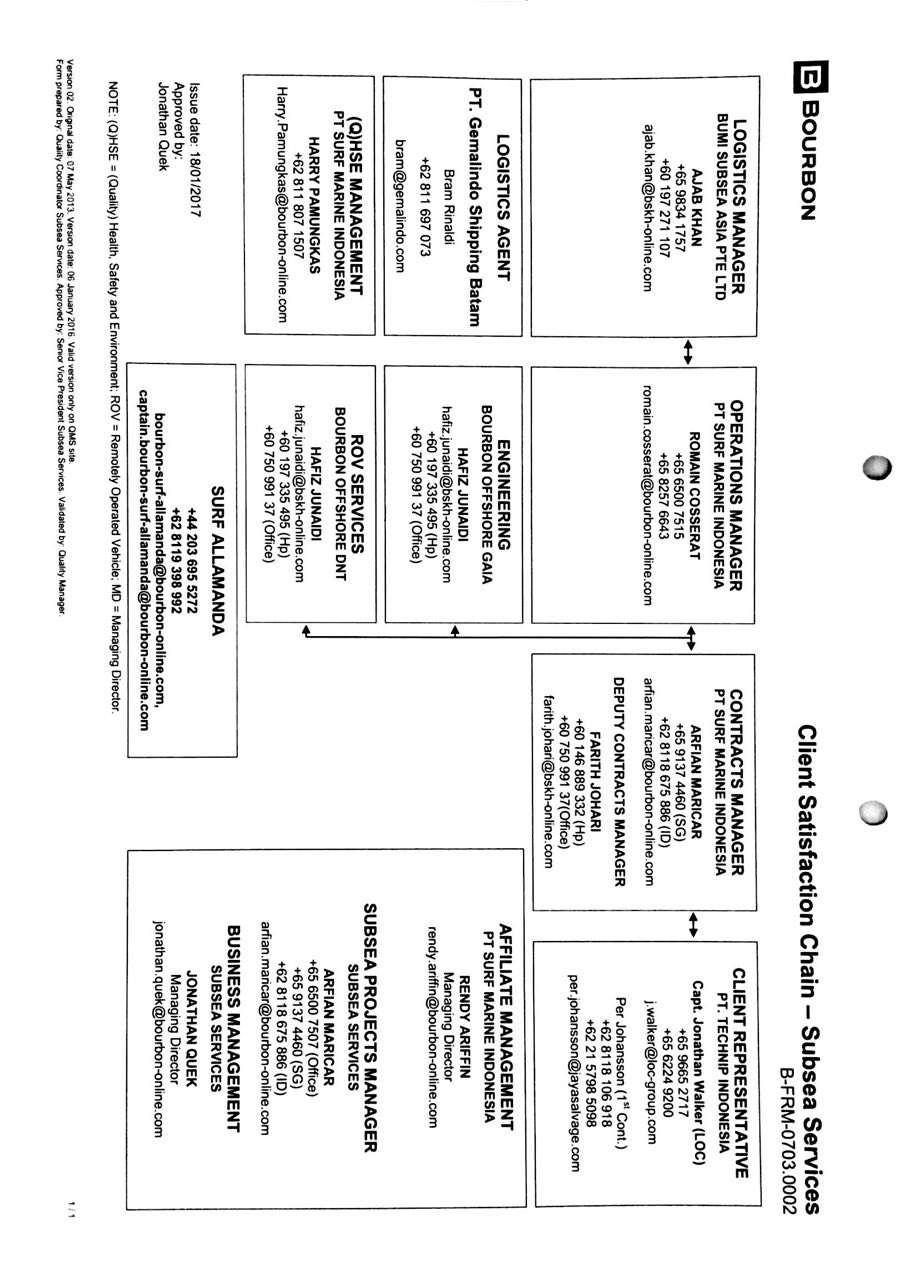 BOURBON
Client Satisfaction Chain – Subsea Services
B-FRM-0703.0002
LOGISTICS MANAGER
BUMI SUBSEA ASIA PTE LTD
AJAB KHAN
+65 9834 1757
+60 197 271 107
ajab.khan@bskh-online.com
OPERATIONS MANAGER
PT SURF MARINE INDONESIA
ROMAIN COSSERAT
+65 6500 7515
+65 8257 6643
romain.cosserat@bourbon-online.com
CONTRACTS MANAGER
PT SURF MARINE INDONESIA
ARFIAN MARICAR
+65 9137 4460 (SG)
+62 8118 675 886 (ID)
arfian.maricar@bourbon-online.com
DEPUTY CONTRACTS MANAGER
FARITH JOHARI
+60 146 889 332 (Hp)
+60 750 991 37(Office)
farith.johari@bskh-online.com
CLIENT REPRESENTATIVE
PT. TECHNIP INDONESIA
Capt. Jonathan Walker (LOC)
+65 9665 2717
+65 6224 9200
j.walker@loc-group.com
Per Johansson (1st Cont.)
+62 8118 106 918
+62 21 5798 5098
per.johansson@jayasalvage.com
LOGISTICS AGENT
PT. Gemalindo Shipping Batam
Bram Rinaldi
+62 811 697 073
bram@gemalindo.com
ENGINEERING
BOURBON OFFSHORE GAIA
HAFIZ JUNAIDI
hafiz.junaidi@bskh-online.com
+60 197 335 495 (Hp)
+60 750 991 37 (Office)
(Q)HSE MANAGEMENT
PT SURF MARINE INDONESIA
HARRY PAMUNGKAS
+62 811 807 1507
Harry.Pamungkas@bourbon-online.com
ROV SERVICES
BOURBON OFFSHORE DNT
HAFIZ JUNAIDI
hafiz.junaidi@bskh-online.com
+60 197 335 495 (Hp)
+60 750 991 37 (Office)
AFFILIATE MANAGEMENT
PT SURF MARINE INDONESIA
RENDY ARIFFIN
Managing Director
rendy.ariffin@bourbon-online.com
SUBSEA PROJECTS MANAGER
SUBSEA SERVICES
ARFIAN MARICAR
+65 6500 7507 (Office)
+65 9137 4460 (SG)
+62 8118 675 886 (ID)
arfian.maricar@bourbon-online.com
BUSINESS MANAGEMENT
SUBSEA SERVICES
JONATHAN QUEK
Managing Director
jonathan.quek@bourbon-online.com
SURF ALLAMANDA
+44 203 695 5272
+62 8119 398 992
bourbon-surf-allamanda@bourbon-online.com,
captain.bourbon-surf-allamanda@bourbon-online.com
Issue date: 18/01/2017
Approved by:
Jonathan Quek
NOTE: (Q)HSE = (Quality) Health, Safety and Environment; ROV = Remotely Operated Vehicle; MD = Managing Director.
Version 02 Original date: 07 May 2013. Version date: 06 January 2016. Valid version only on QMS site.
Form prepared by: Quality Coordinator Subsea Services. Approved by: Senior Vice President Subsea Services. Validated by: Quality Manager.
1 / 1